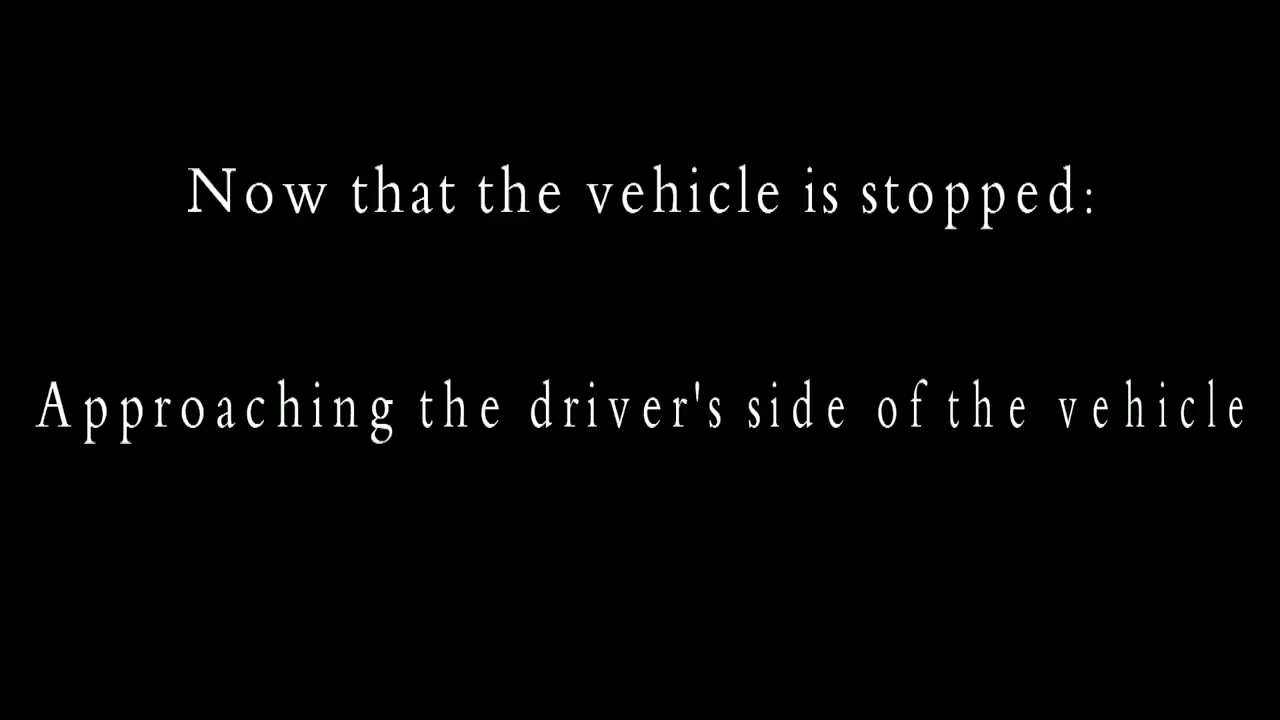 Now that the vehicle is stopped:
Approaching the driver's side of the vehicle